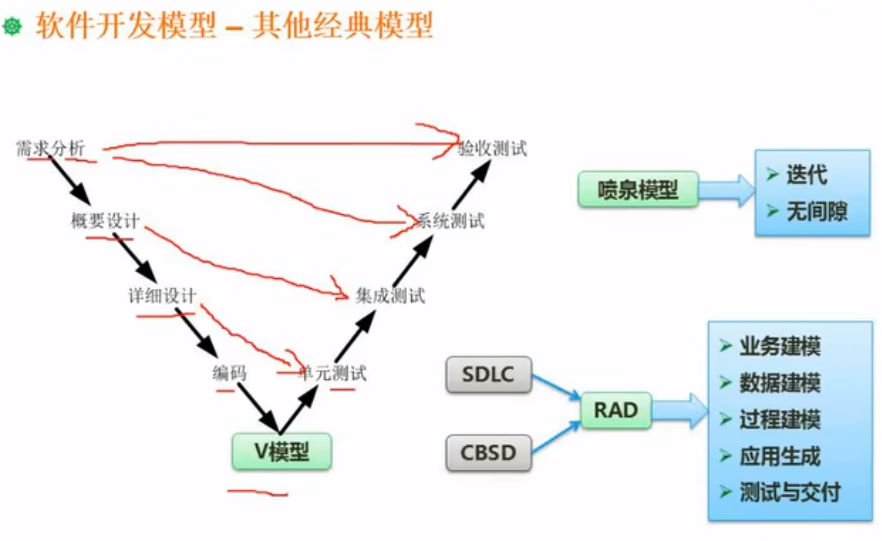 软件开发模型 – 其他经典模型
需求分析
验收测试
概要设计
系统测试
详细设计
集成测试
编码
单元测试
V模型
喷泉模型
迭代
无间隙
SDLC
CBSD
RAD
业务建模
数据建模
过程建模
应用生成
测试与交付